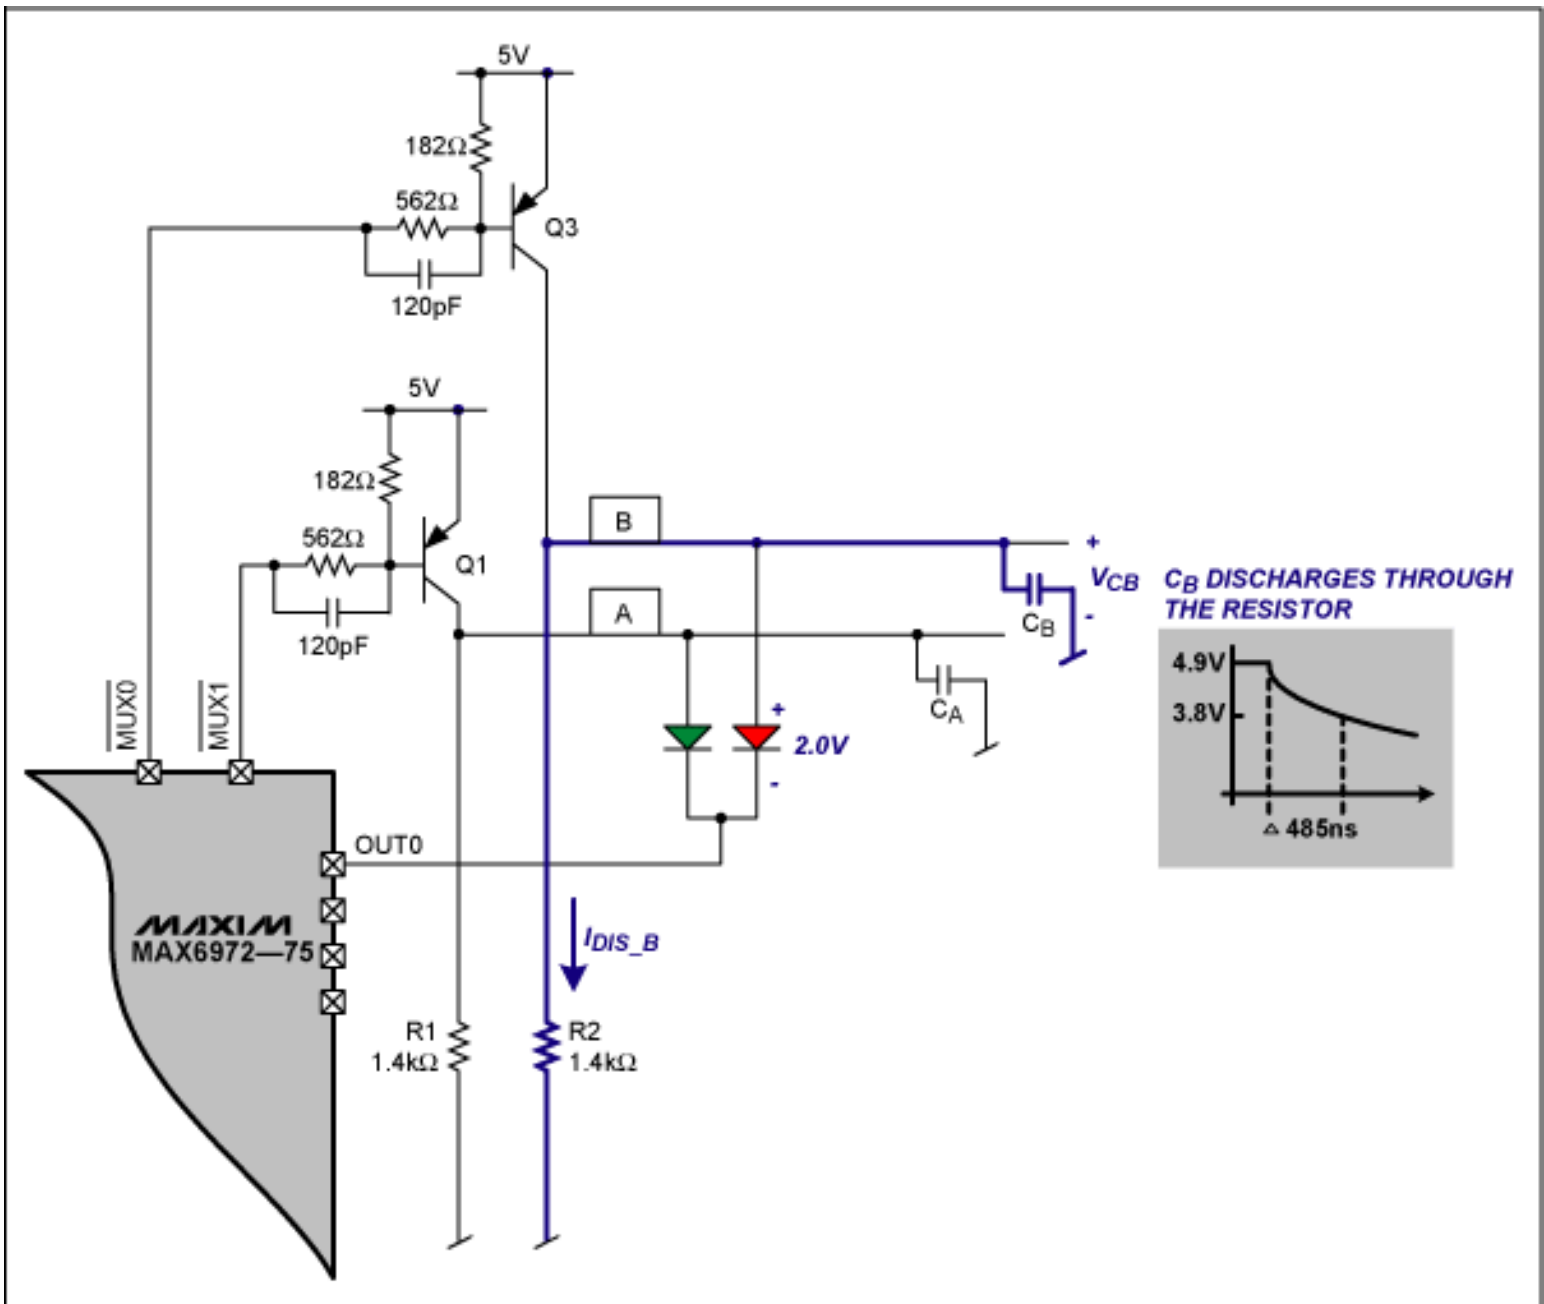 5V
182Ω
562Ω
Q3
120pF
5V
182Ω
562Ω
Q1
120pF
B
A
+
VCB
-
CB
CA
CB DISCHARGES THROUGH
THE RESISTOR
4.9V
3.8V
△ 485ns
MUX0
MUX1
+
2.0V
-
OUT0
MAXIM
MAX6972—75
IDIS_B
R1
1.4kΩ
R2
1.4kΩ